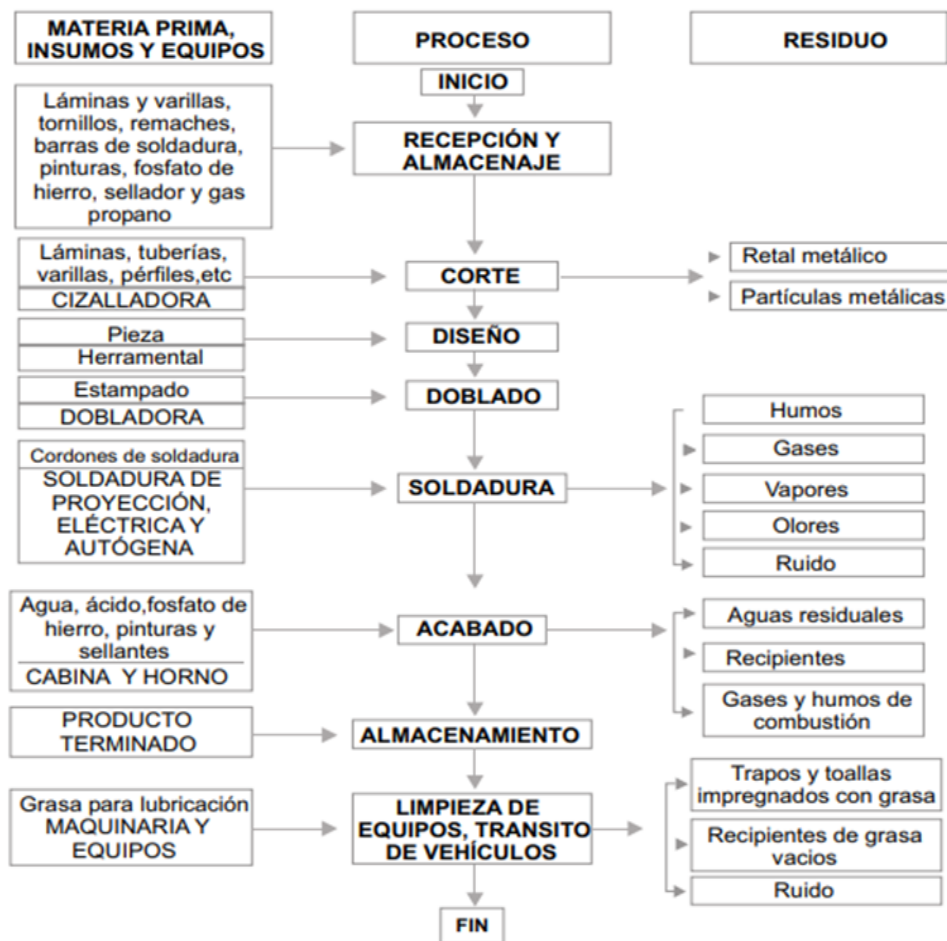 MATERIA PRIMA,
INSUMOS Y EQUIPOS
PROCESO
RESIDUO
INICIO
Láminas y varillas,
tornillos, remaches,
barras de soldadura,
pinturas, fosfato de
hierro, sellador y gas
propano
RECEPCIÓN Y
ALMACENAJE
Láminas, tuberías,
varillas, pérfiles,etc
CIZALLADORA
CORTE
Retal metálico
Partículas metálicas
Pieza
Herramental
DISEÑO
Estampado
DOBLADORA
DOBLADO
Cordones de soldadura
SOLDADURA DE
PROYECCIÓN,
ELÉCTRICA Y
AUTÓGENA
SOLDADURA
Humos
Gases
Vapores
Olores
Ruido
Agua, ácido,fosfato de
hierro, pinturas y
sellantes
CABINA Y HORNO
ACABADO
Aguas residuales
Recipientes
Gases y humos de
combustión
PRODUCTO
TERMINADO
ALMACENAMIENTO
Grasa para lubricación
MAQUINARIA Y
EQUIPOS
LIMPIEZA DE
EQUIPOS, TRANSITO
DE VEHÍCULOS
Trapos y toallas
impregnados con grasa
Recipientes de grasa
vacios
Ruido
FIN